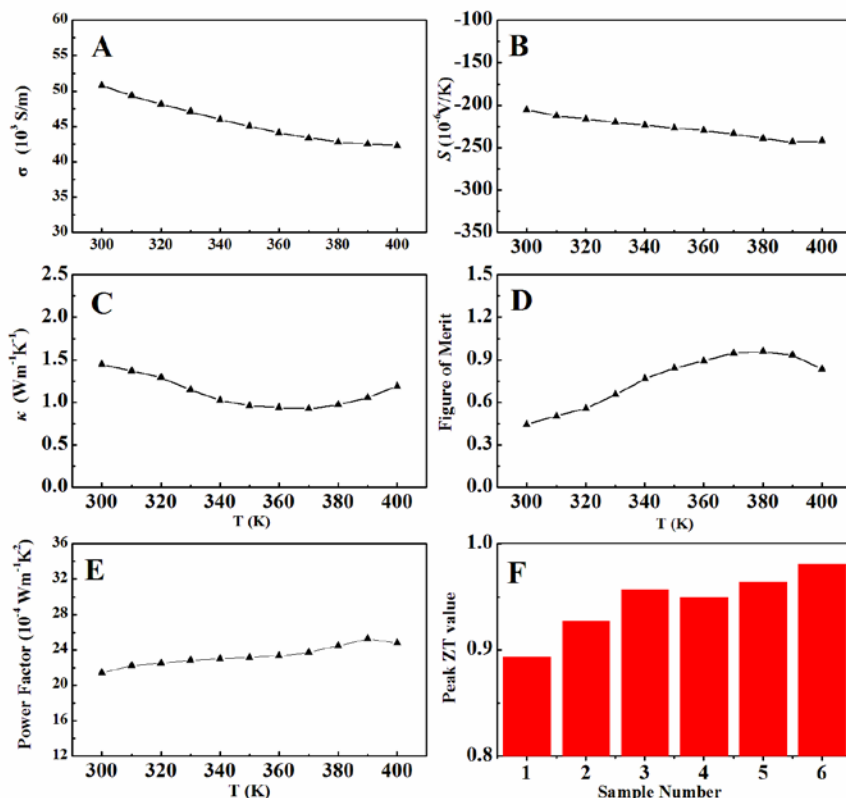 A
σ (10³ S/m)
60
55
50
45
40
35
30
300 320 340 360 380 400
B
S (10⁻⁶V/K)
-100
-150
-200
-250
-300
-350
300 320 340 360 380 400
C
κ (Wm⁻¹K⁻¹)
2.5
2.0
1.5
1.0
0.5
0.0
300 320 340 360 380 400
T (K)
D
Figure of Merit
1.5
1.2
0.9
0.6
0.3
0.0
300 320 340 360 380 400
T (K)
E
Power Factor (10⁻⁴ Wm⁻¹K⁻²)
36
32
28
24
20
16
12
300 320 340 360 380 400
T (K)
F
Peak ZT value
1.0
0.9
0.8
1 2 3 4 5 6
Sample Number